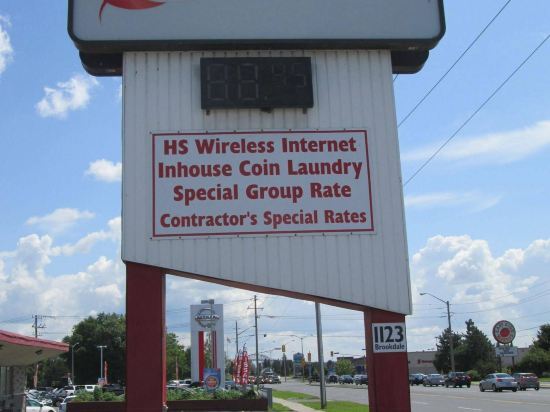 HS Wireless Internet
Inhouse Coin Laundry
Special Group Rate
Contractor's Special Rates
1123
Brookdale